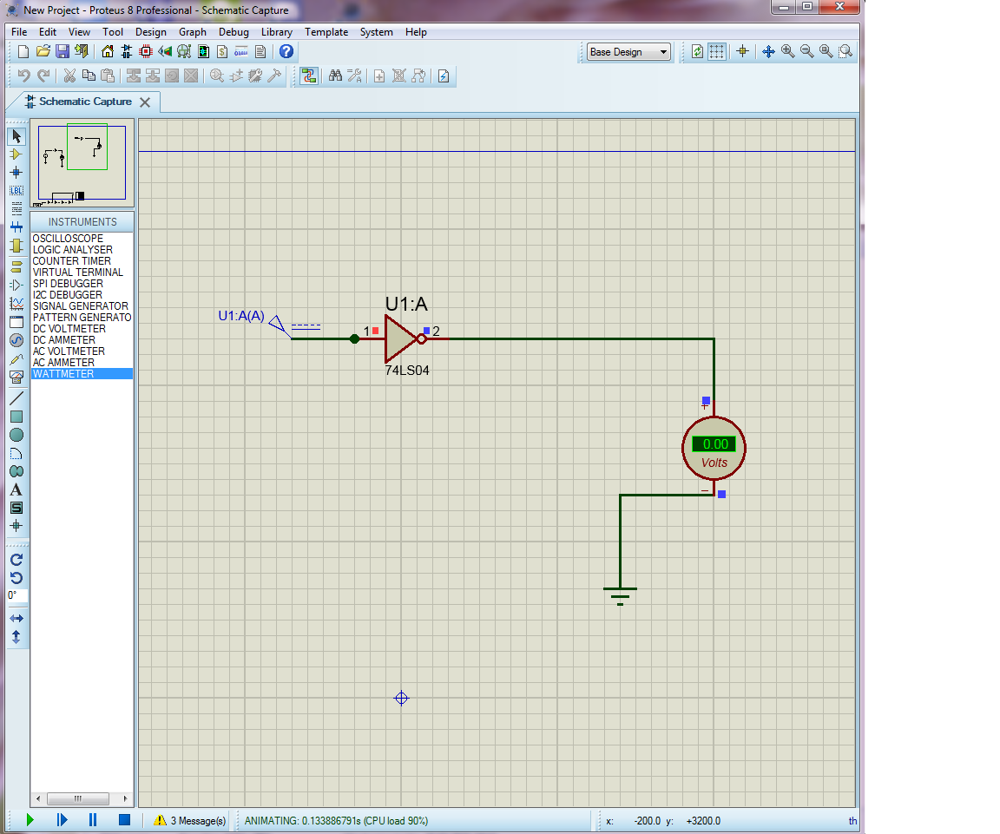 New Project - Proteus 8 Professional - Schematic Capture
File Edit View Tool Design Graph Debug Library Template System Help
Base Design
Schematic Capture
INSTRUMENTS
OSCILLOSCOPE
LOGIC ANALYSER
COUNTER TIMER
VIRTUAL TERMINAL
SPI DEBUGGER
I2C DEBUGGER
SIGNAL GENERATOR
PATTERN GENERATO
DC VOLTMETER
DC AMMETER
AC VOLTMETER
AC AMMETER
WATTMETER
LBL
A
S
0°
U1:A
U1:A(A)
1
2
74LS04
+
0.00
Volts
−
3 Message(s)
ANIMATING: 0.133886791s (CPU load 90%)
x: -200.0 y: +3200.0 th